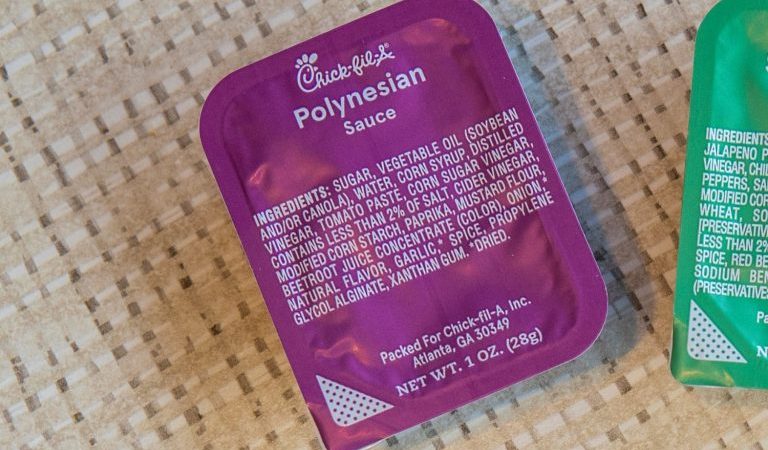 Chick-fil-A®
Polynesian
Sauce
INGREDIENTS: SUGAR, VEGETABLE OIL (SOYBEAN
AND/OR CANOLA), WATER, CORN SYRUP, DISTILLED
VINEGAR, TOMATO PASTE, CORN SUGAR VINEGAR,
CONTAINS LESS THAN 2% OF SALT, CIDER VINEGAR,
MODIFIED CORN STARCH, PAPRIKA, MUSTARD FLOUR,
BEETROOT JUICE CONCENTRATE (COLOR), ONION,*
NATURAL FLAVOR, GARLIC,* SPICE, PROPYLENE
GLYCOL ALGINATE, XANTHAN GUM. *DRIED.
Packed For Chick-fil-A, Inc.
Atlanta, GA 30349
NET WT. 1 OZ. (28g)
INGREDIENTS
JALAPENO P
VINEGAR, CHIL
PEPPERS, SA
MODIFIED COR
WHEAT, SO
(PRESERVATIV
LESS THAN 2%
SPICE, RED BE
SODIUM BEN
(PRESERVATIVES
Pa
N